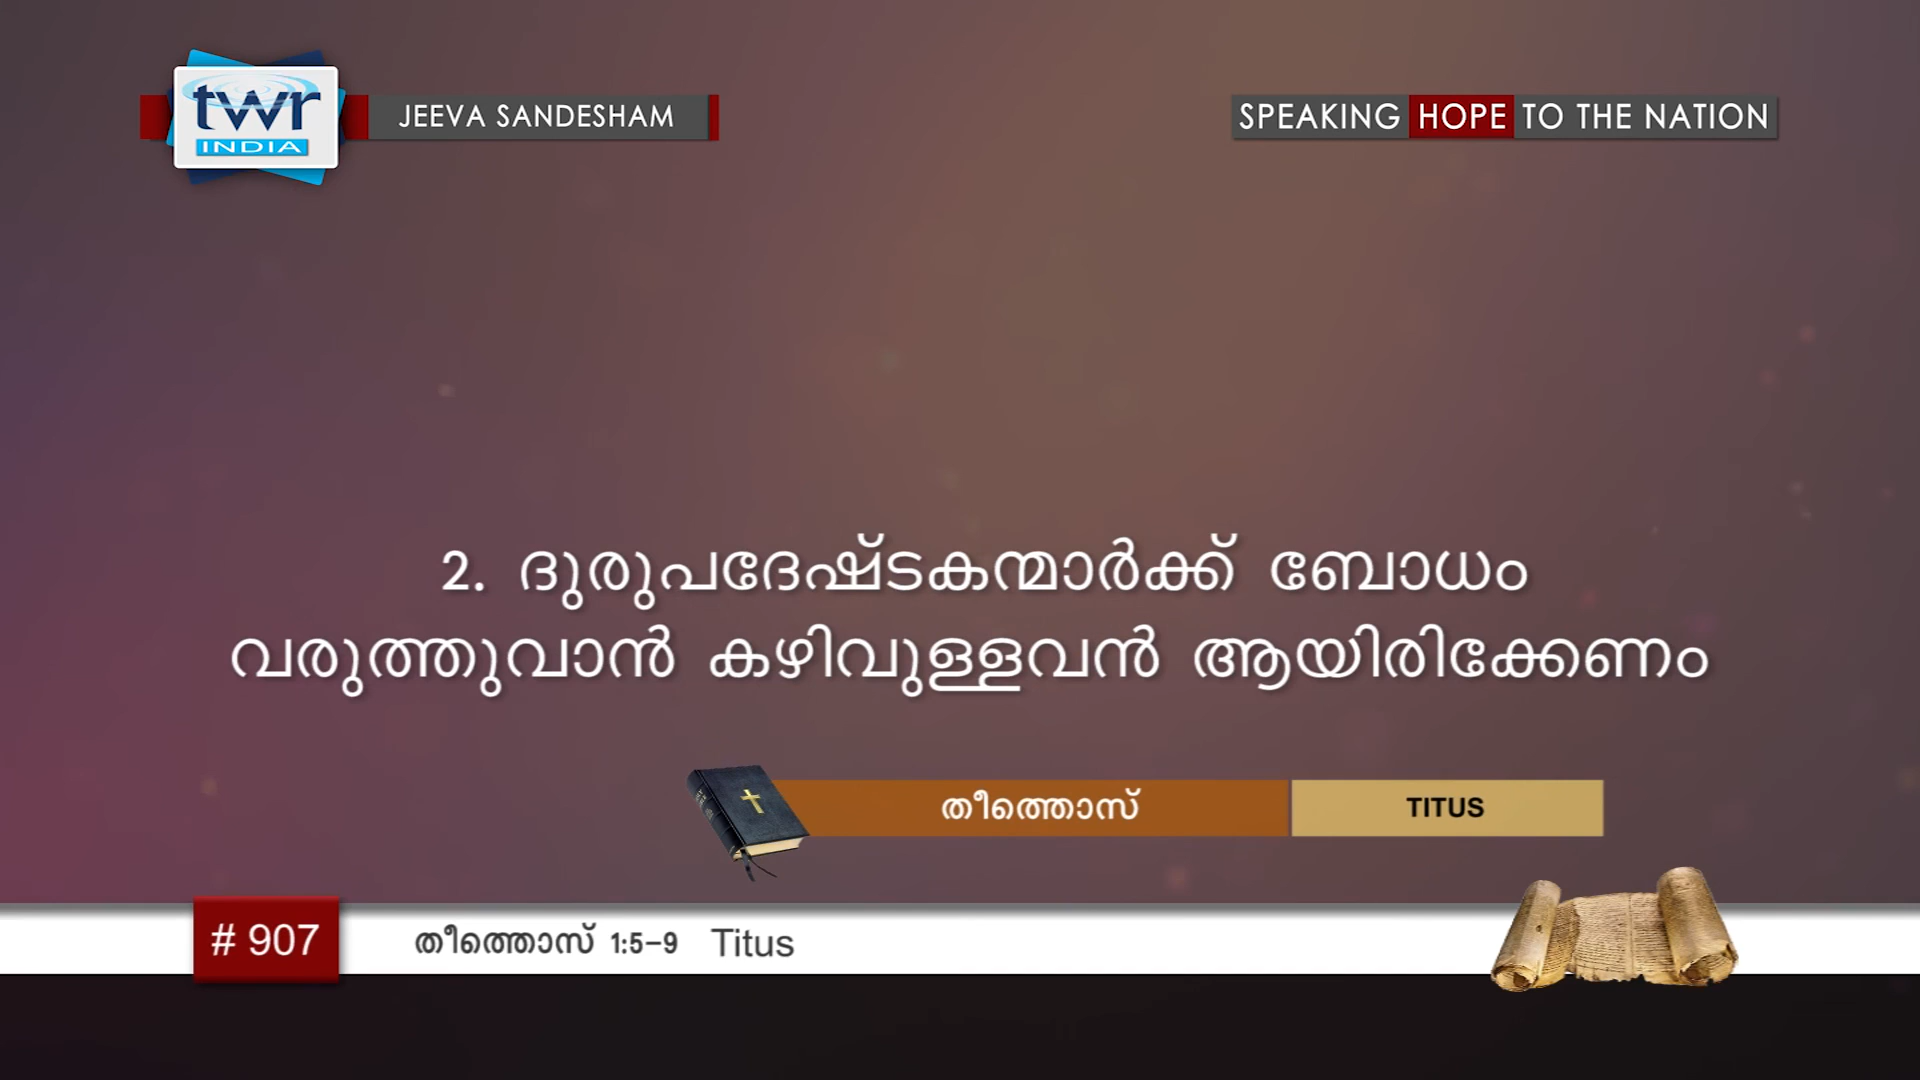 twr
INDIA
JEEVA SANDESHAM
SPEAKING HOPE TO THE NATION
2. ദുരുപദേഷ്ടകന്മാർക്ക് ബോധം
വരുത്തുവാൻ കഴിവുള്ളവൻ ആയിരിക്കേണം
തീത്തൊസ്
TITUS
# 907
തീത്തൊസ് 1:5-9 Titus